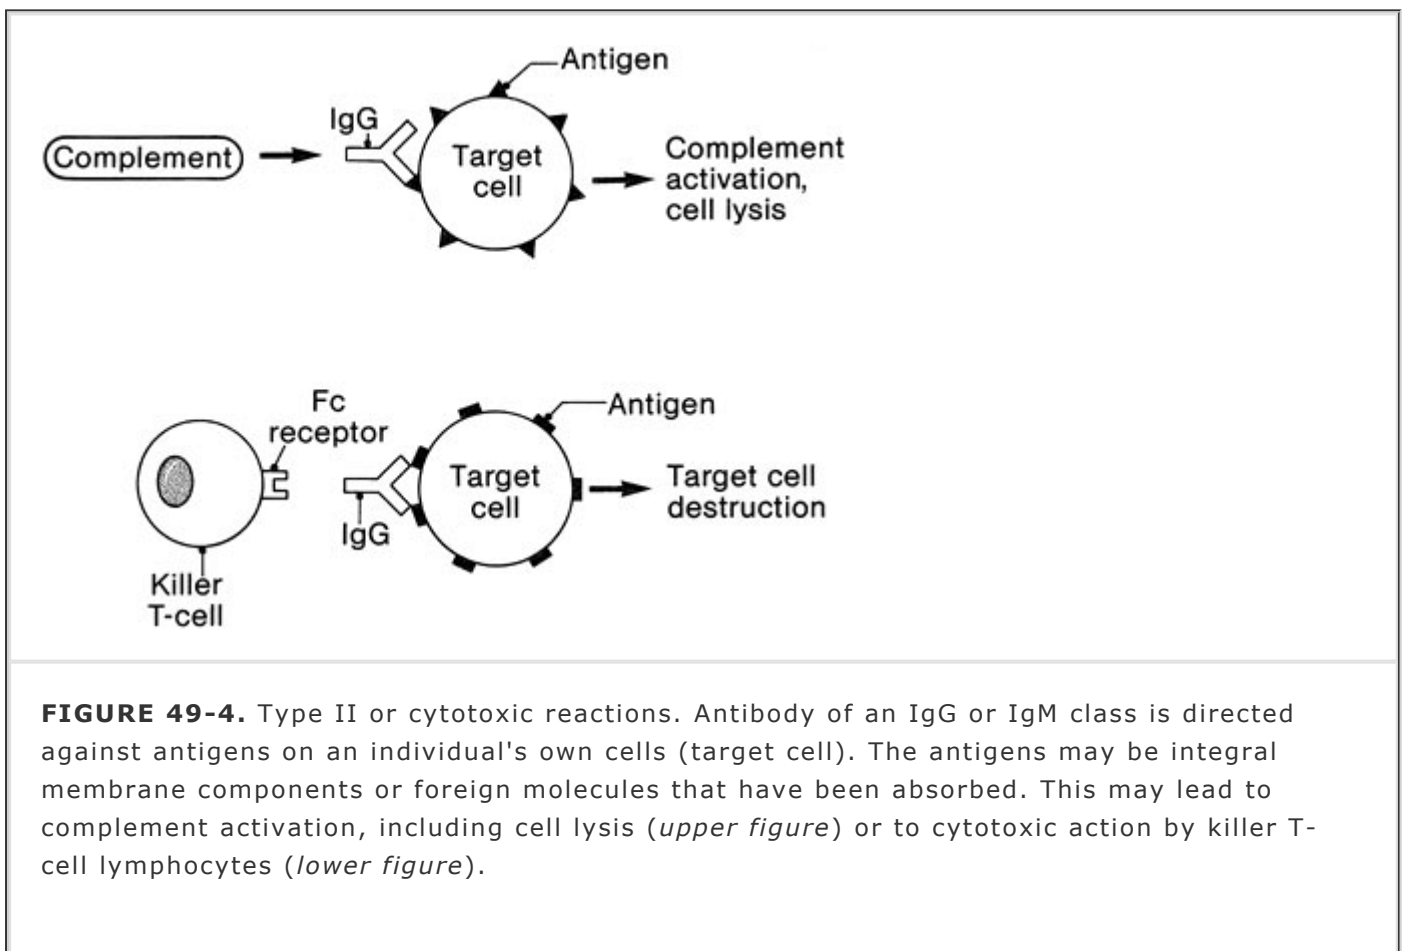 Antigen
IgG
Complement
Target
cell
Complement
activation,
cell lysis
Fc
receptor
Antigen
Target
cell
Target cell
destruction
IgG
Killer
T-cell
FIGURE 49-4. Type II or cytotoxic reactions. Antibody of an IgG or IgM class is directed
against antigens on an individual's own cells (target cell). The antigens may be integral
membrane components or foreign molecules that have been absorbed. This may lead to
complement activation, including cell lysis (upper figure) or to cytotoxic action by killer T-
cell lymphocytes (lower figure).